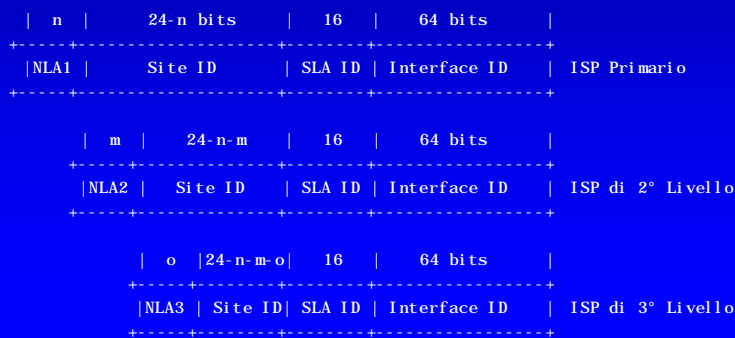 |  n  |        24-n bits        |   16   |     64 bits        |
+-----+--------------------+--------+-----------------+
|NLA1 |       Site ID       | SLA ID | Interface ID    |  ISP Primario
+-----+--------------------+--------+-----------------+
|  m  |     24-n-m     |   16   |     64 bits        |
+-----+--------------+--------+-----------------+
|NLA2 |   Site ID    | SLA ID | Interface ID    |  ISP di 2° Livello
+-----+--------------+--------+-----------------+
|  o  |24-n-m-o|   16   |     64 bits        |
+-----+--------+--------+-----------------+
|NLA3 | Site ID| SLA ID | Interface ID    |  ISP di 3° Livello
+-----+--------+--------+-----------------+